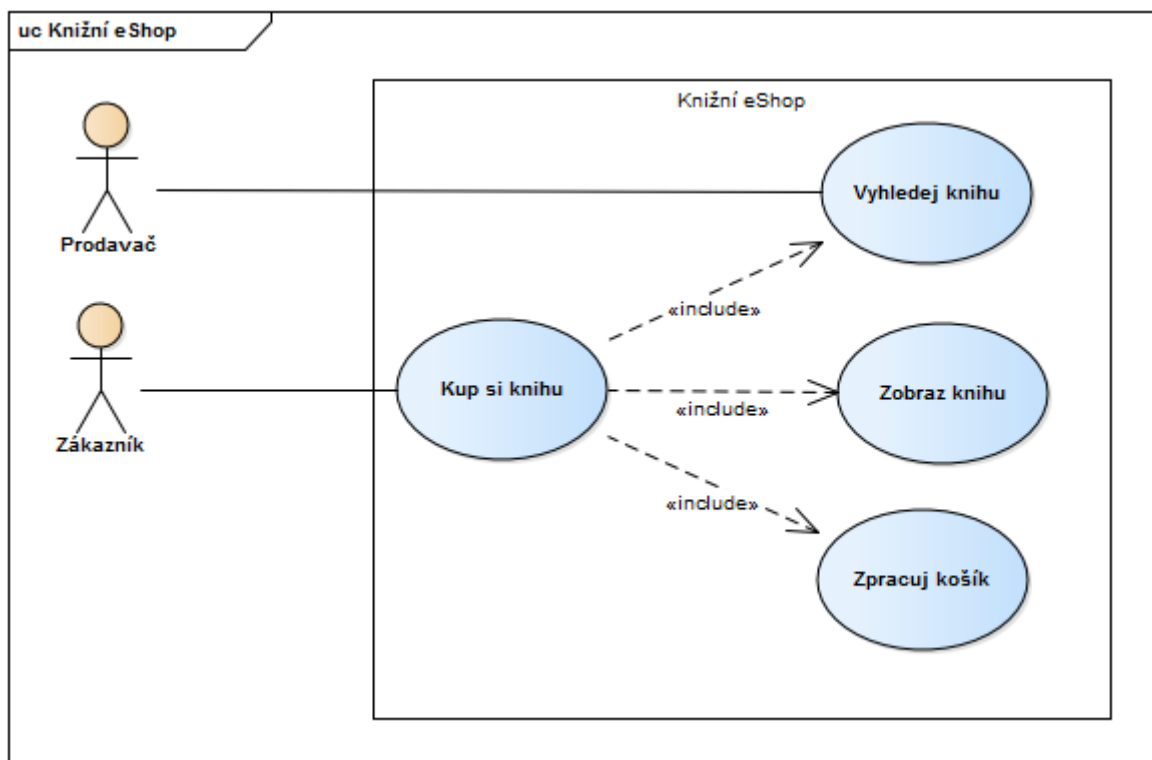 uc Knižní eShop
Knižní eShop
Prodavač
Vyhledej knihu
«include»
Zákazník
Kup si knihu
«include»
Zobraz knihu
«include»
Zpracuj košík